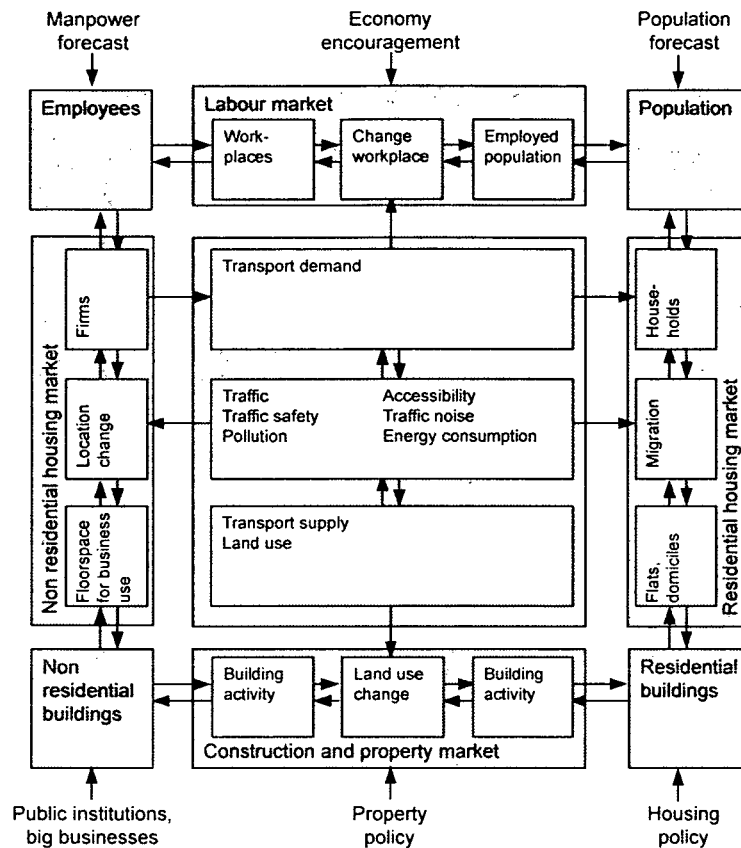 Manpower
forecast
Economy
encouragement
Population
forecast
Employees
Labour market
Work-
places
Change
workplace
Employed
population
Population
Non residential housing market
Firms
Location
change
Floorspace
for business
use
Transport demand
Traffic
Traffic safety
Pollution
Accessibility
Traffic noise
Energy consumption
Transport supply
Land use
House-
holds
Migration
Flats,
domiciles
Residential housing market
Non
residential
buildings
Building
activity
Land use
change
Building
activity
Construction and property market
Residential
buildings
Public institutions,
big businesses
Property
policy
Housing
policy